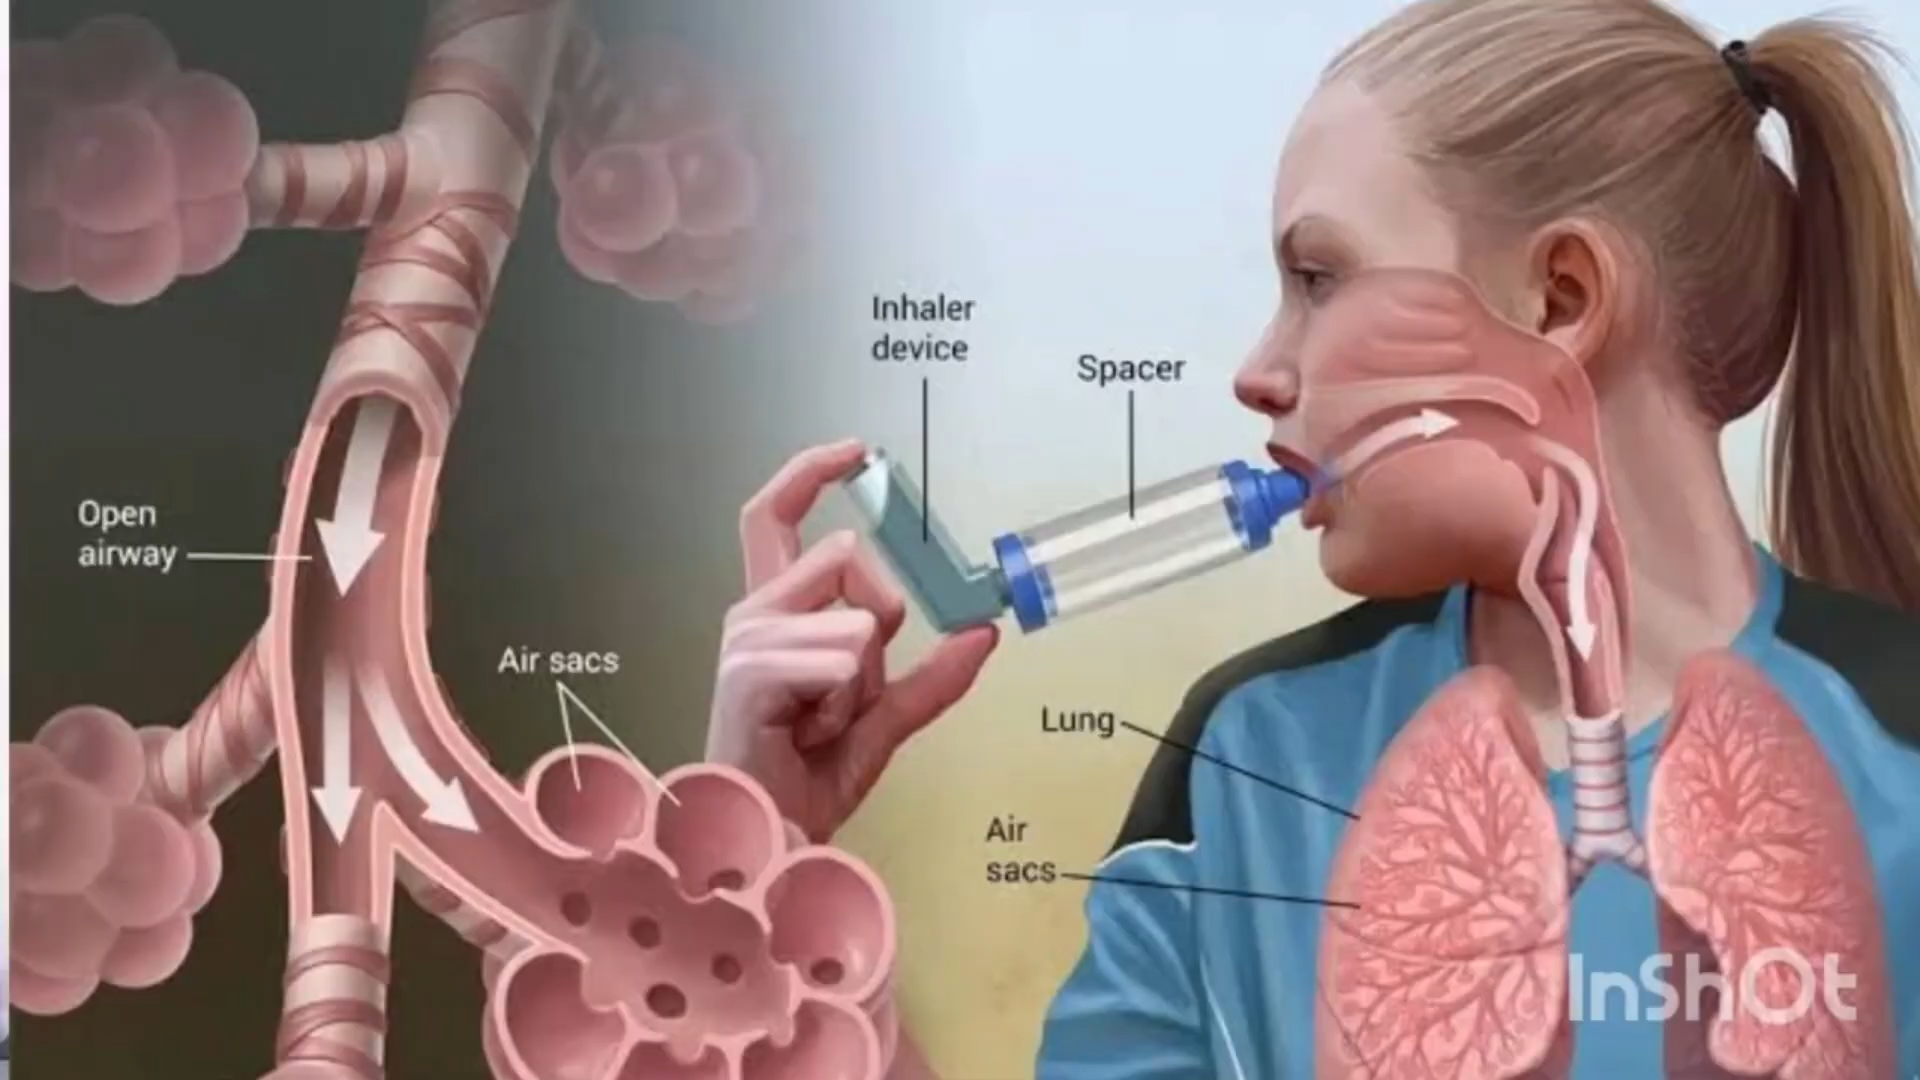 Inhaler
device
Spacer
Open
airway
Air sacs
Lung
Air
sacs
InShOt